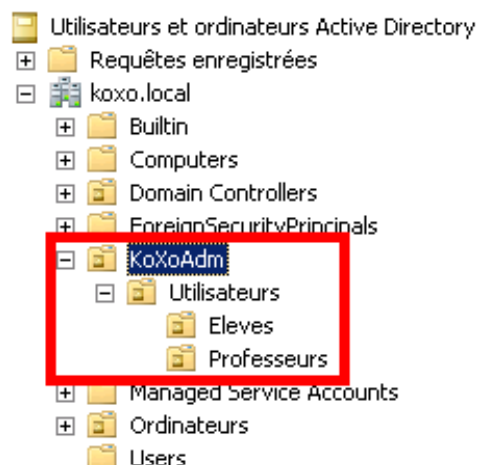 Utilisateurs et ordinateurs Active Directory
Requêtes enregistrées
koxo.local
Builtin
Computers
Domain Controllers
ForeignSecurityPrincipals
KoXoAdm
Utilisateurs
Eleves
Professeurs
Managed Service Accounts
Ordinateurs
Users